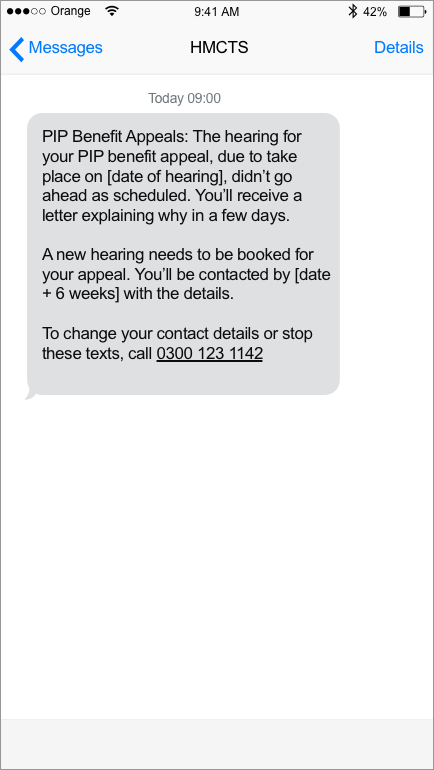 Orange 9:41 AM 42%
Messages HMCTS Details
Today 09:00
PIP Benefit Appeals: The hearing for
your PIP benefit appeal, due to take
place on [date of hearing], didn’t go
ahead as scheduled. You’ll receive a
letter explaining why in a few days.
A new hearing needs to be booked for
your appeal. You’ll be contacted by [date
+ 6 weeks] with the details.
To change your contact details or stop
these texts, call 0300 123 1142